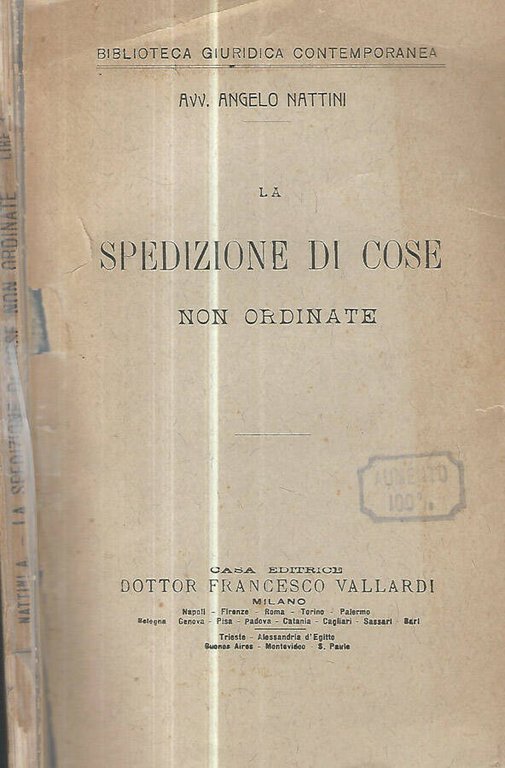 BIBLIOTECA GIURIDICA CONTEMPORANEA
AVV. ANGELO NATTINI
LA
SPEDIZIONE DI COSE
NON ORDINATE
AUMENTO
100%
CASA EDITRICE
DOTTOR FRANCESCO VALLARDI
MILANO
Napoli - Firenze - Roma - Torino - Palermo
Bologna Genova - Pisa - Padova - Catania - Cagliari - Sassari - Bari
Trieste - Alessandria d'Egitto
Buenos Aires - Montevideo - S. Paulo
NATTINI A. - LA SPEDIZIONE DI COSE NON ORDINATE